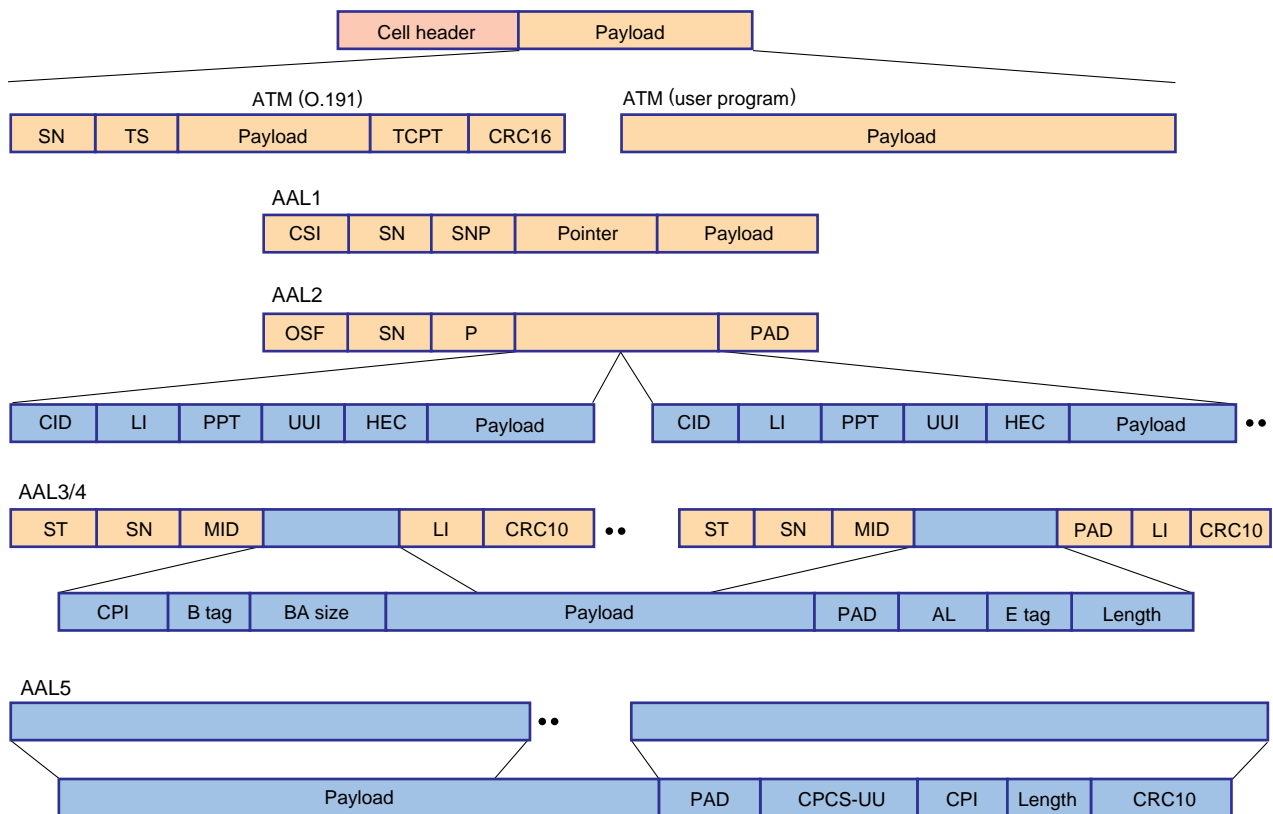 Cell header Payload
ATM (O.191) ATM (user program)
SN TS Payload TCPT CRC16 Payload
AAL1
CSI SN SNP Pointer Payload
AAL2
OSF SN P PAD
CID LI PPT UUI HEC Payload CID LI PPT UUI HEC Payload ••
AAL3/4
ST SN MID LI CRC10 •• ST SN MID PAD LI CRC10
CPI B tag BA size Payload PAD AL E tag Length
AAL5
••
Payload PAD CPCS-UU CPI Length CRC10